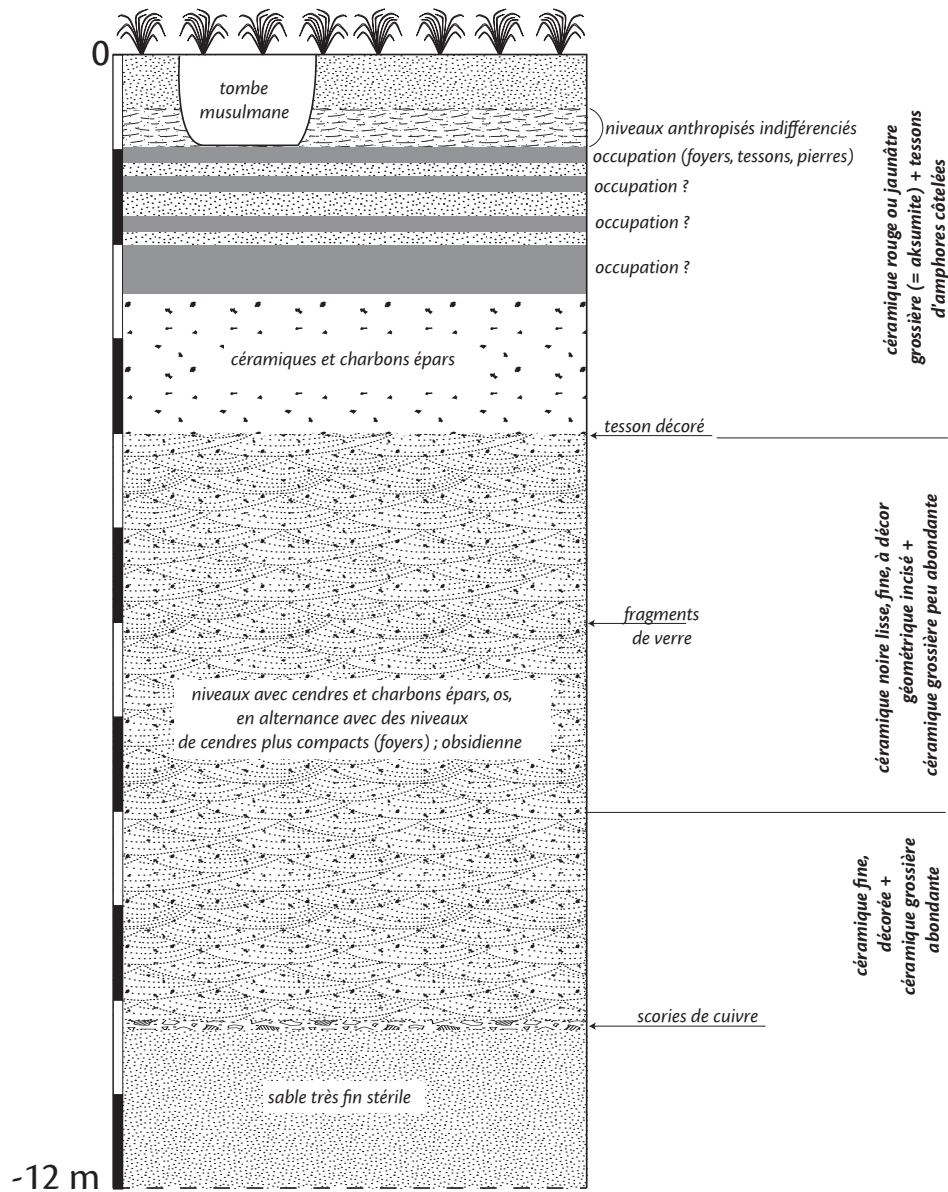 0
tombe
musulmane
niveaux anthropisés indifférenciés
occupation (foyers, tessons, pierres)
occupation ?
occupation ?
occupation ?
céramique rouge ou jaunâtre
grossière (= aksumite) + tessons
d'amphores côtelées
céramiques et charbons épars
tesson décoré
fragments
de verre
céramique noire lisse, fine, à décor
géométrique incisé +
céramique grossière peu abondante
niveaux avec cendres et charbons épars, os,
en alternance avec des niveaux
de cendres plus compacts (foyers) ; obsidienne
céramique fine,
décorée +
céramique grossière
abondante
scories de cuivre
sable très fin stérile
-12 m